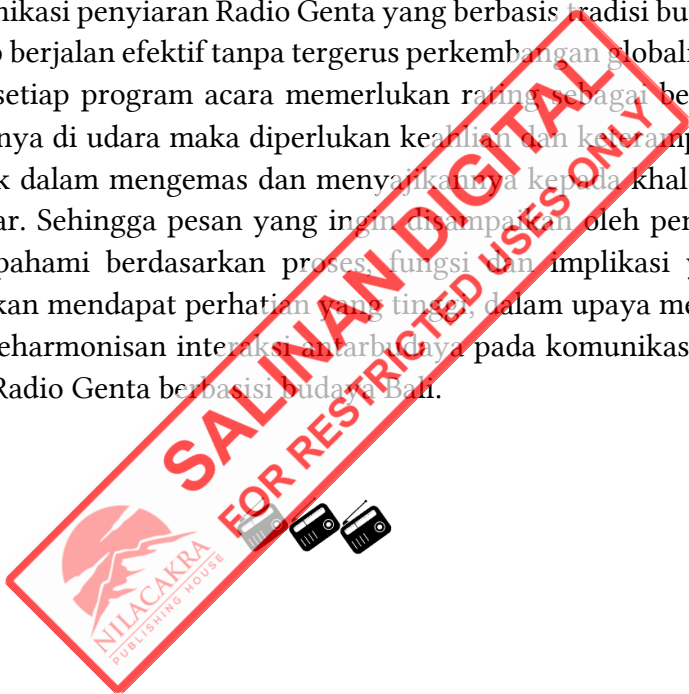 nikasi penyiaran Radio Genta yang berbasis tradisi bu
berjalan efektif tanpa tergerus perkembangan globali
setiap program acara memerlukan rating sebagai be
nya di udara maka diperlukan keahlian dan keteramp
k dalam mengemas dan menyajikannya kepada khal
ar. Sehingga pesan yang ingin disampaikan oleh per
pahami berdasarkan proses, fungsi dan implikasi
kan mendapat perhatian yang tinggi, dalam upaya me
eharmonisan interaksi antarbudaya pada komunikas
Radio Genta berbasisi budaya Bali.
SALINAN DIGITAL
FOR RESTRICTED USES ONLY
NILACAKRA
PUBLISHING HOUSE